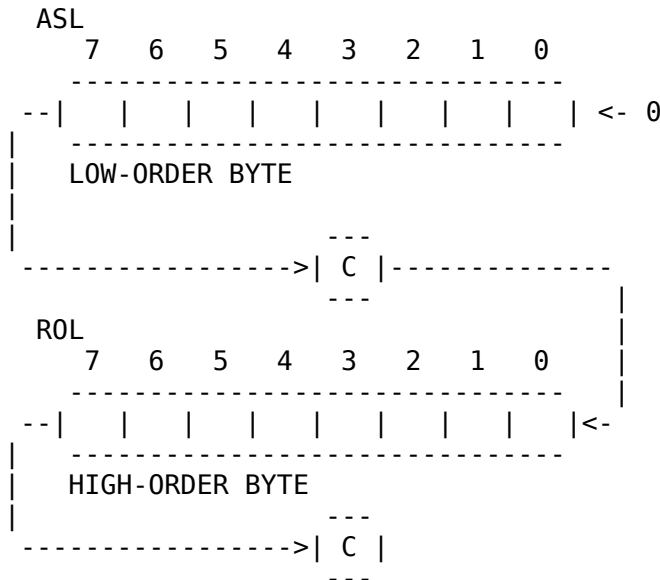 ASL
7 6 5 4 3 2 1 0
<- 0
LOW-ORDER BYTE
C
ROL
7 6 5 4 3 2 1 0
<-
HIGH-ORDER BYTE
C